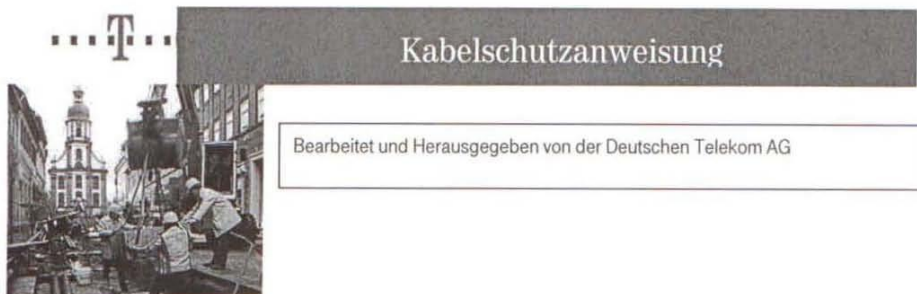 T
Kabelschutzanweisung
Bearbeitet und Herausgegeben von der Deutschen Telekom AG